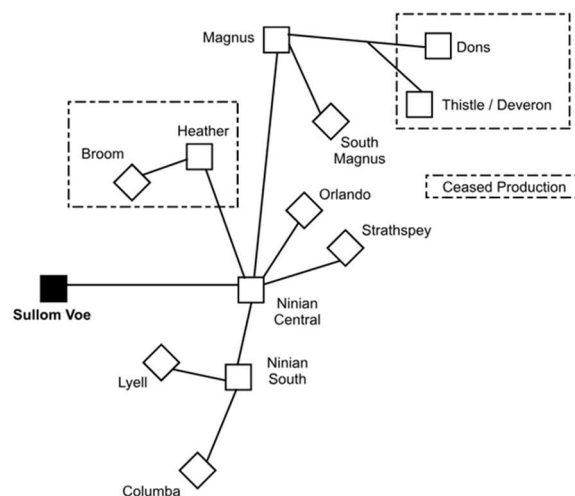 Magnus
Dons
Thistle / Deveron
South
Magnus
Heather
Broom
Ceased Production
Orlando
Strathspey
Sullom Voe
Ninian
Central
Ninian
South
Lyell
Columba